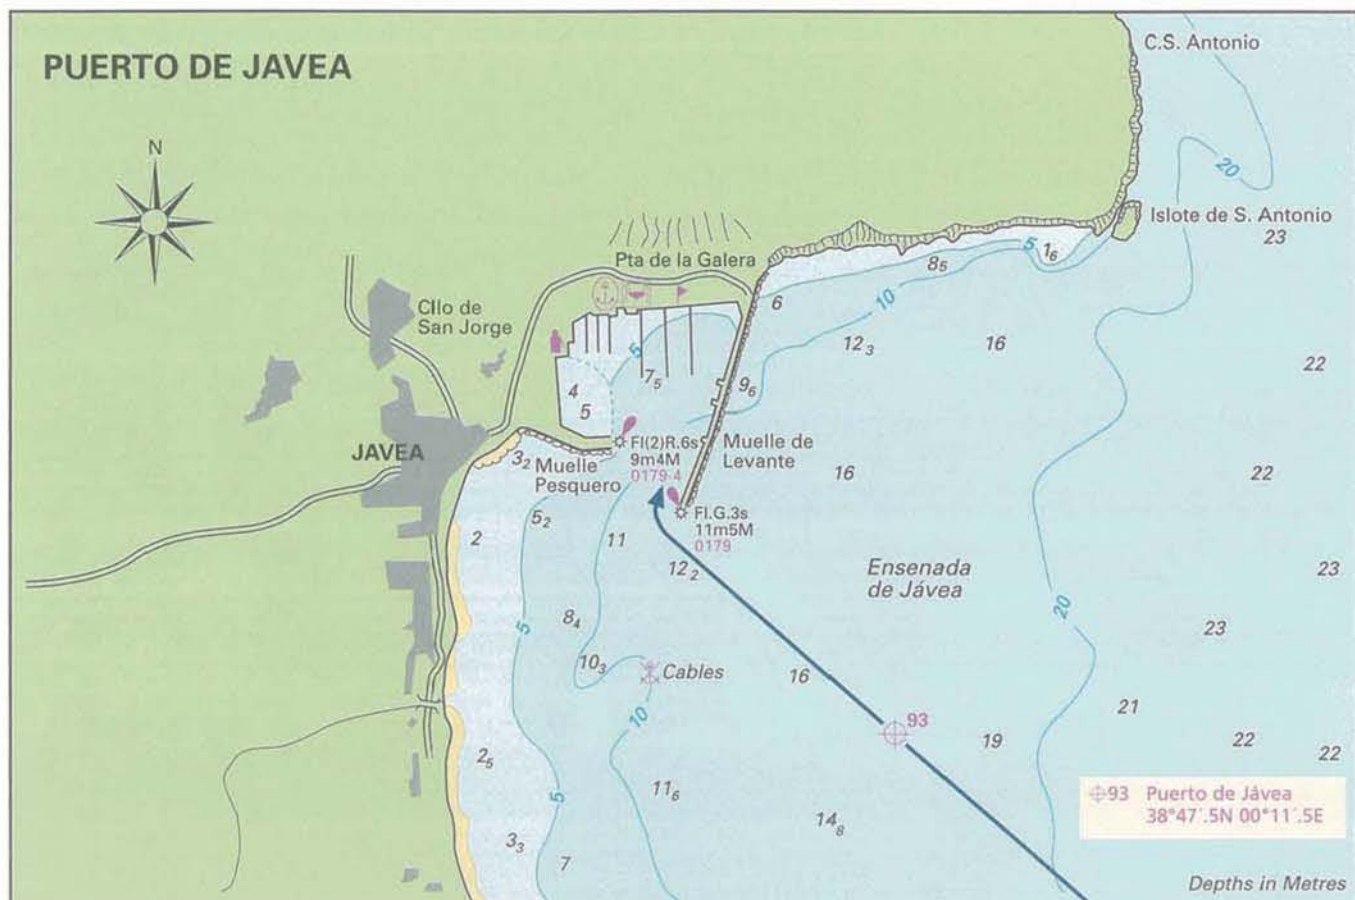 PUERTO DE JAVEA
C.S. Antonio
N
20
Islote de S. Antonio
23
Pta de la Galera
5
1₆
8₅
10
6
Cllo de
San Jorge
12₃
16
22
5
7₅
9₆
4
5
JAVEA
3₂
Muelle
Pesquero
Fl(2)R.6s
9m4M
0179·4
Muelle de
Levante
16
22
Fl.G.3s
11m5M
0179
2
5₂
11
12₂
Ensenada
de Jávea
23
20
5
8₄
23
10₃
Cables
16
10
93
21
19
22
22
2₅
5
11₆
14₈
93 Puerto de Jávea
38°47´.5N 00°11´.5E
3₃
7
Depths in Metres